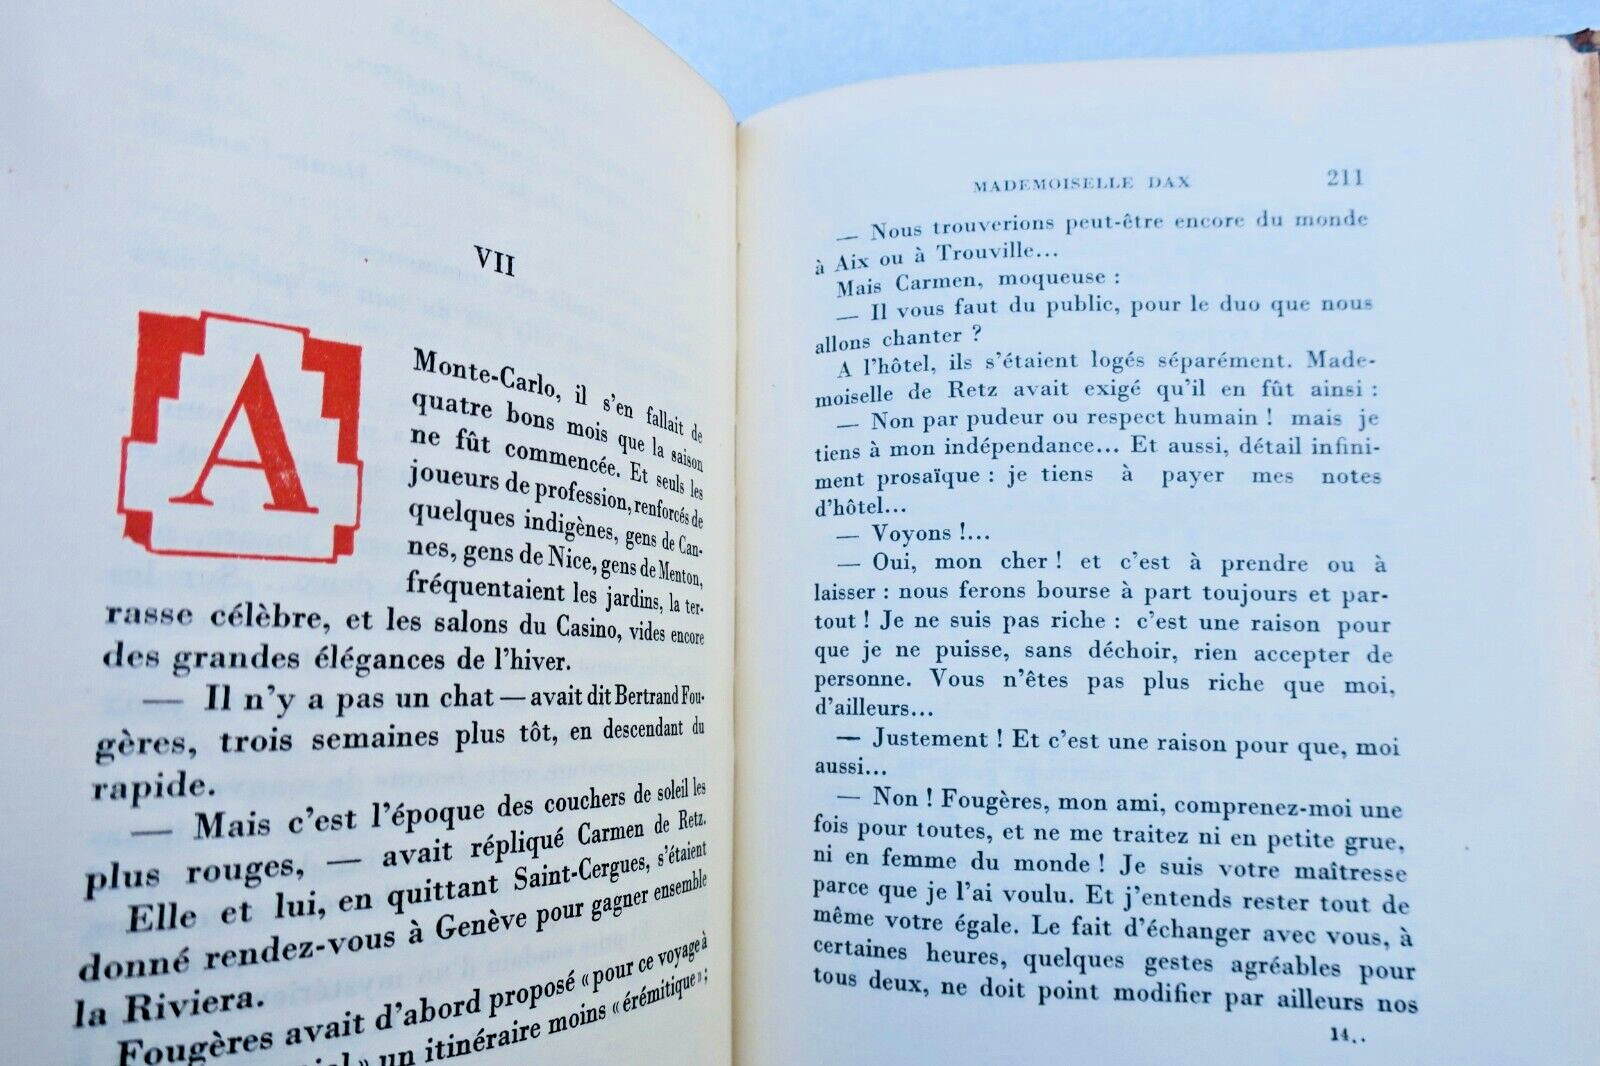 VII
A
Monte-Carlo, il s'en fallait de
quatre bons mois que la saison
ne fût commencée. Et seuls les
joueurs de profession, renforcés de
quelques indigènes, gens de Can-
nes, gens de Nice, gens de Menton,
fréquentaient les jardins, la ter-
rasse célèbre, et les salons du Casino, vides encore
des grandes élégances de l'hiver.
— Il n'y a pas un chat — avait dit Bertrand Fou-
gères, trois semaines plus tôt, en descendant du
rapide.
— Mais c'est l'époque des couchers de soleil les
plus rouges, — avait répliqué Carmen de Retz.
Elle et lui, en quittant Saint-Cergues, s'étaient
donné rendez-vous à Genève pour gagner ensemble
la Riviera.
Fougères avait d'abord proposé « pour ce voyage à
» un itinéraire moins « érémitique » ;
MADEMOISELLE DAX 211
— Nous trouverions peut-être encore du monde
à Aix ou à Trouville...
Mais Carmen, moqueuse :
— Il vous faut du public, pour le duo que nous
allons chanter ?
A l'hôtel, ils s'étaient logés séparément. Made-
moiselle de Retz avait exigé qu'il en fût ainsi :
— Non par pudeur ou respect humain ! mais je
tiens à mon indépendance... Et aussi, détail infini-
ment prosaïque : je tiens à payer mes notes
d'hôtel...
— Voyons !...
— Oui, mon cher ! et c'est à prendre ou à
laisser : nous ferons bourse à part toujours et par-
tout ! Je ne suis pas riche : c'est une raison pour
que je ne puisse, sans déchoir, rien accepter de
personne. Vous n'êtes pas plus riche que moi,
d'ailleurs...
— Justement ! Et c'est une raison pour que, moi
aussi...
— Non ! Fougères, mon ami, comprenez-moi une
fois pour toutes, et ne me traitez ni en petite grue,
ni en femme du monde ! Je suis votre maîtresse
parce que je l'ai voulu. Et j'entends rester tout de
même votre égale. Le fait d'échanger avec vous, à
certaines heures, quelques gestes agréables pour
tous deux, ne doit point modifier par ailleurs nos
14..